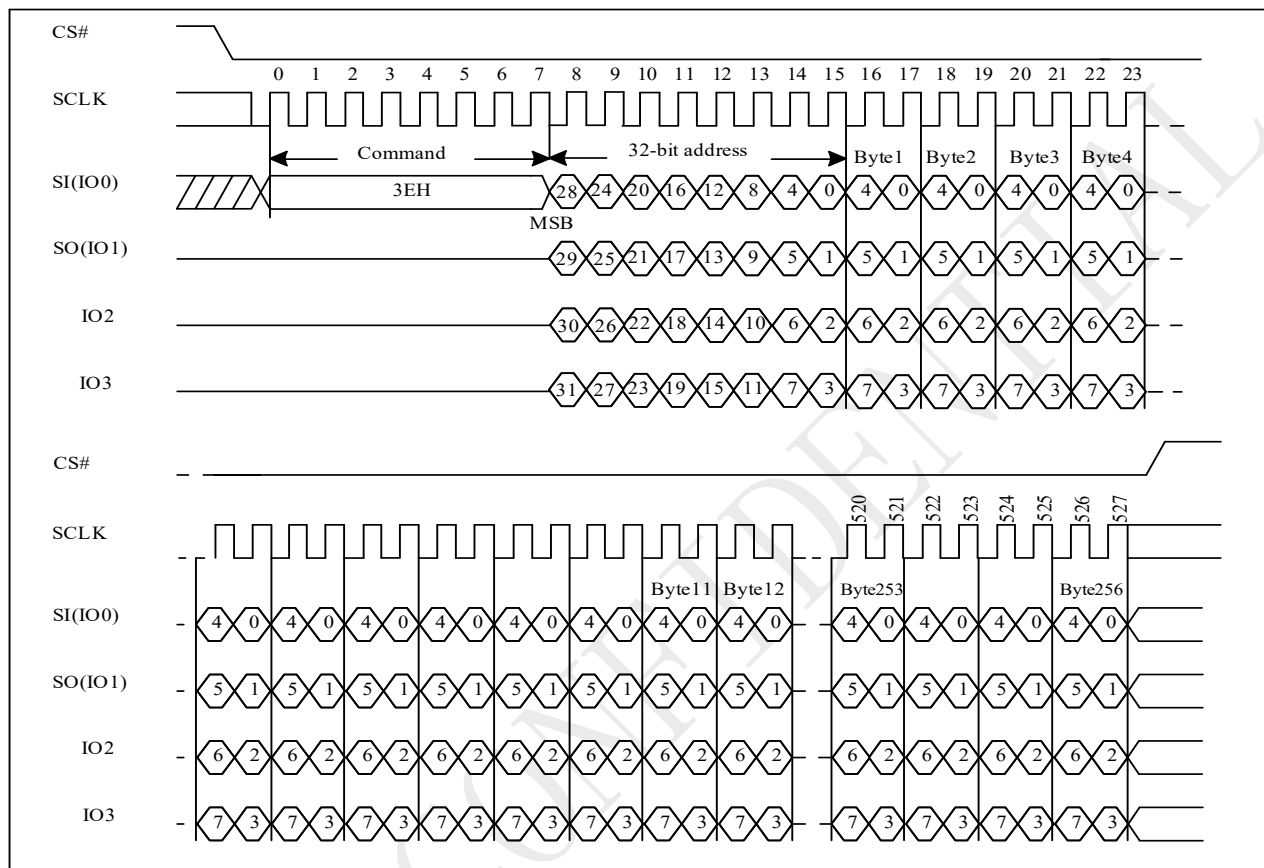 CS#
0 1 2 3 4 5 6 7 8 9 10 11 12 13 14 15 16 17 18 19 20 21 22 23
SCLK
Command 32-bit address Byte1 Byte2 Byte3 Byte4
SI(IO0) 3EH 28 24 20 16 12 8 4 0 4 0 4 0 4 0 4 0
MSB
SO(IO1) 29 25 21 17 13 9 5 1 5 1 5 1 5 1 5 1
IO2 30 26 22 18 14 10 6 2 6 2 6 2 6 2 6 2
IO3 31 27 23 19 15 11 7 3 7 3 7 3 7 3 7 3
CS#
520 521 522 523 524 525 526 527
SCLK
Byte11 Byte12 Byte253 Byte256
SI(IO0) 4 0 4 0 4 0 4 0 4 0 4 0 4 0 4 0 4 0 4 0 4 0 4 0
SO(IO1) 5 1 5 1 5 1 5 1 5 1 5 1 5 1 5 1 5 1 5 1 5 1 5 1
IO2 6 2 6 2 6 2 6 2 6 2 6 2 6 2 6 2 6 2 6 2 6 2 6 2
IO3 7 3 7 3 7 3 7 3 7 3 7 3 7 3 7 3 7 3 7 3 7 3 7 3
CONFIDENTIAL